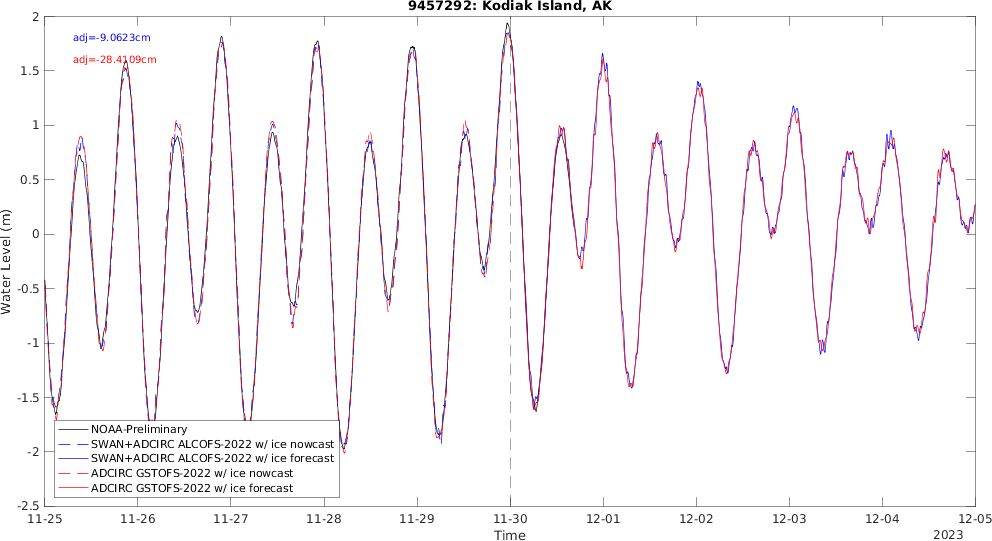 9457292: Kodiak Island, AK
adj=-9.0623cm
adj=-28.4109cm
2
1.5
1
0.5
0
-0.5
-1
-1.5
-2
-2.5
Water Level (m)
NOAA-Preliminary
SWAN+ADCIRC ALCOFS-2022 w/ ice nowcast
SWAN+ADCIRC ALCOFS-2022 w/ ice forecast
ADCIRC GSTOFS-2022 w/ ice nowcast
ADCIRC GSTOFS-2022 w/ ice forecast
11-25 11-26 11-27 11-28 11-29 11-30 12-01 12-02 12-03 12-04 12-05
Time
2023